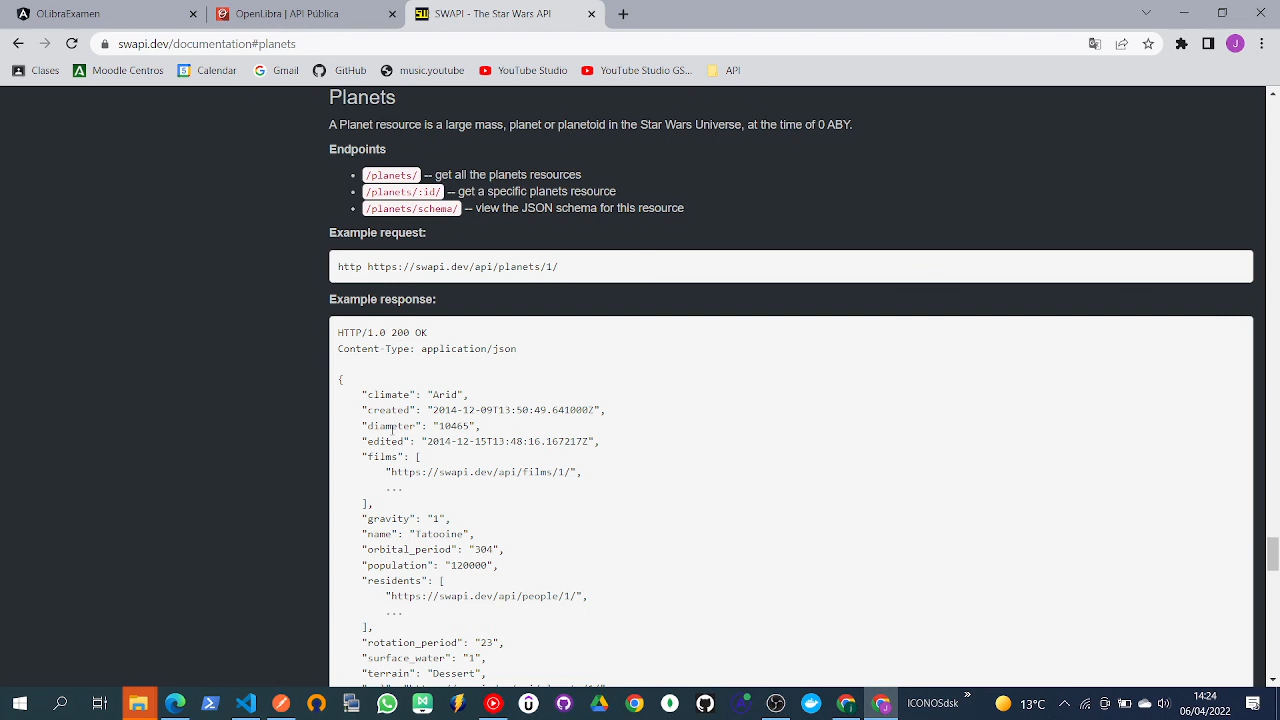 OLibraExamen
OpenLibra | API Pública
SWAPI - The Star Wars API
swapi.dev/documentation#planets
J
Clases
Moodle Centros
Calendar
Gmail
GitHub
music.youtube
YouTube Studio
YouTube Studio GS...
API
Planets
A Planet resource is a large mass, planet or planetoid in the Star Wars Universe, at the time of 0 ABY.
Endpoints
/planets/ -- get all the planets resources
/planets/:id/ -- get a specific planets resource
/planets/schema/ -- view the JSON schema for this resource
Example request:
http https://swapi.dev/api/planets/1/
Example response:
HTTP/1.0 200 OK
Content-Type: application/json
{
"climate": "Arid",
"created": "2014-12-09T13:50:49.641000Z",
"diameter": "10465",
"edited": "2014-12-15T13:48:16.167217Z",
"films": [
"https://swapi.dev/api/films/1/",
...
],
"gravity": "1",
"name": "Tatooine",
"orbital_period": "304",
"population": "120000",
"residents": [
"https://swapi.dev/api/people/1/",
...
],
"rotation_period": "23",
"surface_water": "1",
"terrain": "Dessert",
ICONOSdsk
»
13°C
14:24
06/04/2022